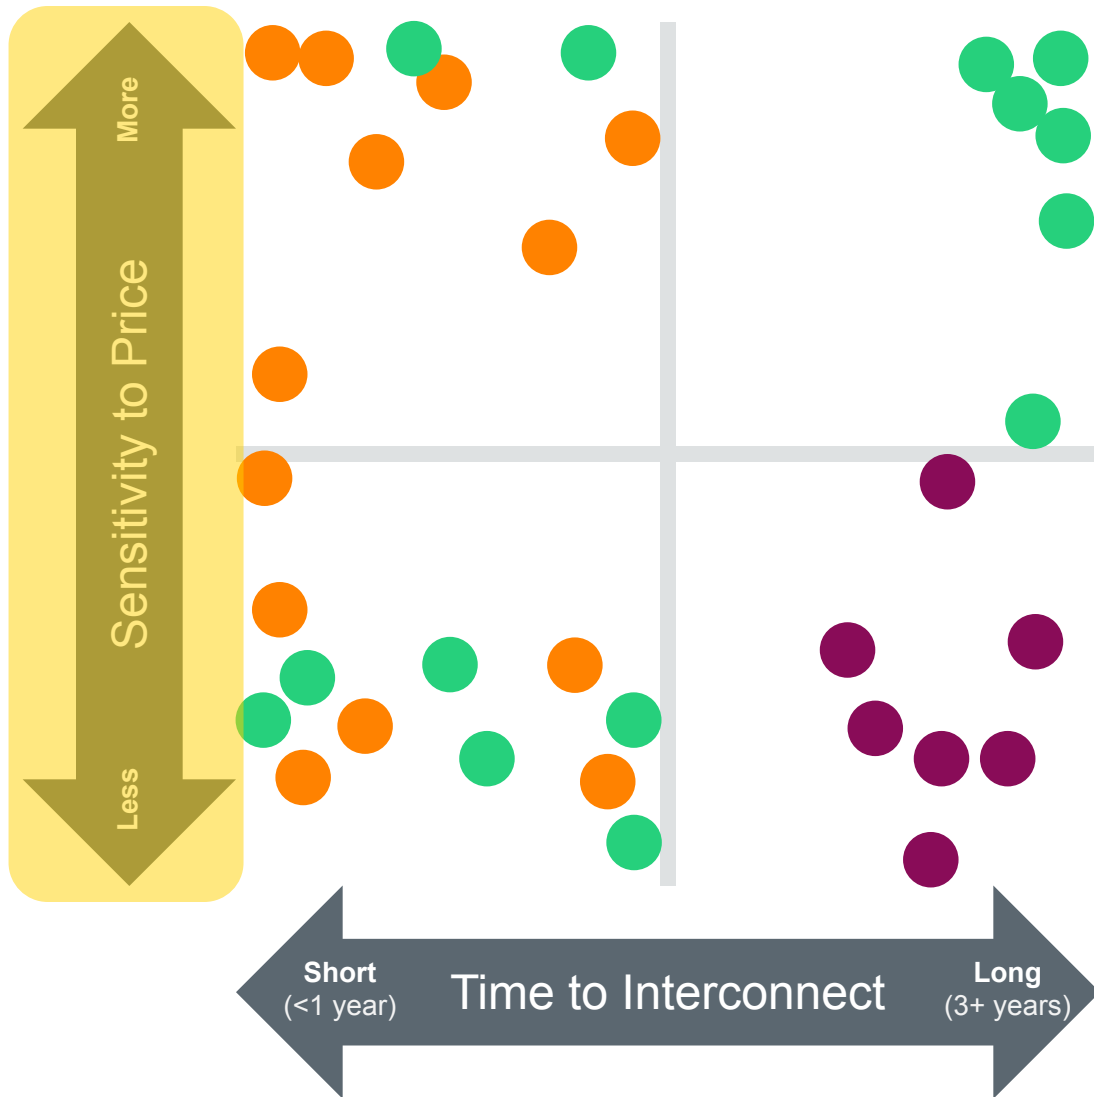 More
Sensitivity to Price
Less
Short
(<1 year)
Time to Interconnect
Long
(3+ years)